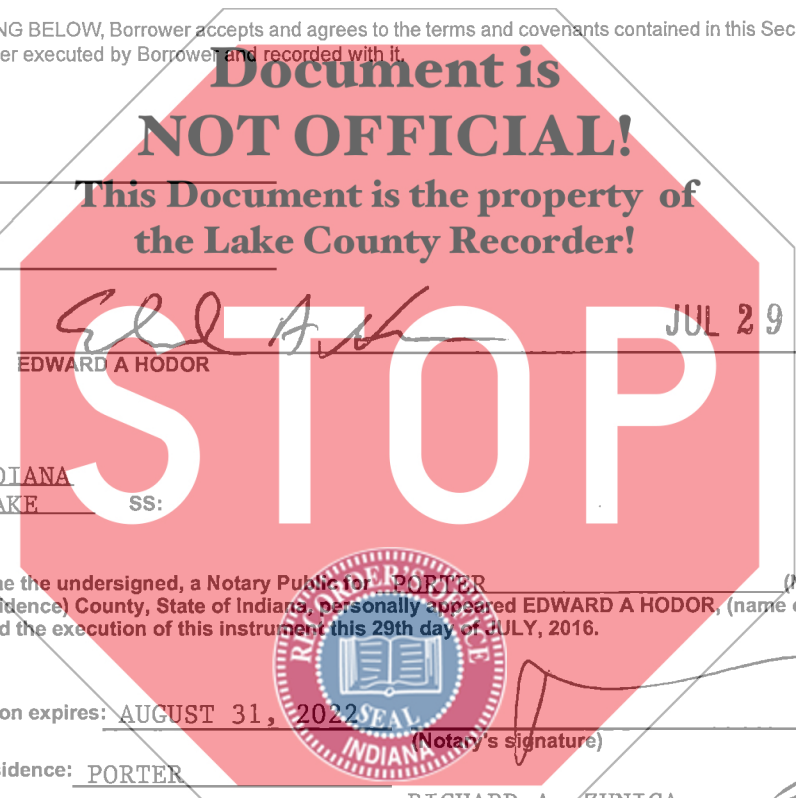 NG BELOW, Borrower accepts and agrees to the terms and covenants contained in this Sec
er executed by Borrower and recorded with it.
Document is
NOT OFFICIAL!
This Document is the property of
the Lake County Recorder!
STOP
JUL 29
EDWARD A HODOR
DIANA
AKE SS:
ne the undersigned, a Notary Public for PORTER (N
idence) County, State of Indiana, personally appeared EDWARD A HODOR, (name o
d the execution of this instrument this 29th day of JULY, 2016.
RECORDER'S OFFICE
SEAL
INDIANA
on expires: AUGUST 31, 2022
(Notary's signature)
sidence: PORTER
RICHARD A. ZUNICA